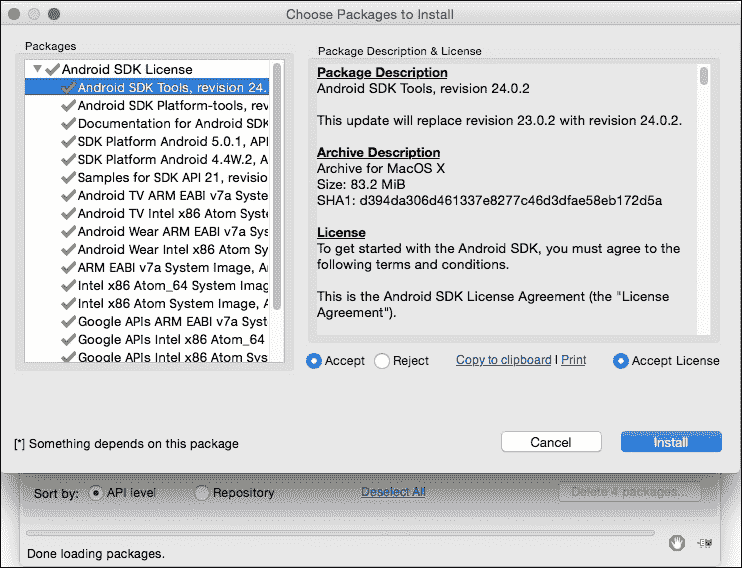 Choose Packages to Install
Packages
Android SDK License
Android SDK Tools, revision 24.
Android SDK Platform-tools, rev
Documentation for Android SDK
SDK Platform Android 5.0.1, API
SDK Platform Android 4.4W.2, A
Samples for SDK API 21, revision
Android TV ARM EABI v7a System
Android TV Intel x86 Atom Syste
Android Wear ARM EABI v7a Syst
Android Wear Intel x86 Atom Sys
ARM EABI v7a System Image, An
Intel x86 Atom_64 System Imag
Intel x86 Atom System Image, A
Google APIs ARM EABI v7a Syst
Google APIs Intel x86 Atom_64
Google APIs Intel x86 Atom Sys
Package Description & License
Package Description
Android SDK Tools, revision 24.0.2
This update will replace revision 23.0.2 with revision 24.0.2.
Archive Description
Archive for MacOS X
Size: 83.2 MiB
SHA1: d394da306d461337e8277c46d3dfae58eb172d5a
License
To get started with the Android SDK, you must agree to the
following terms and conditions.
This is the Android SDK License Agreement (the "License
Agreement").
Accept Reject Copy to clipboard | Print Accept License
[*] Something depends on this package
Cancel Install
Sort by: API level Repository Deselect All Delete 4 packages...
Done loading packages.